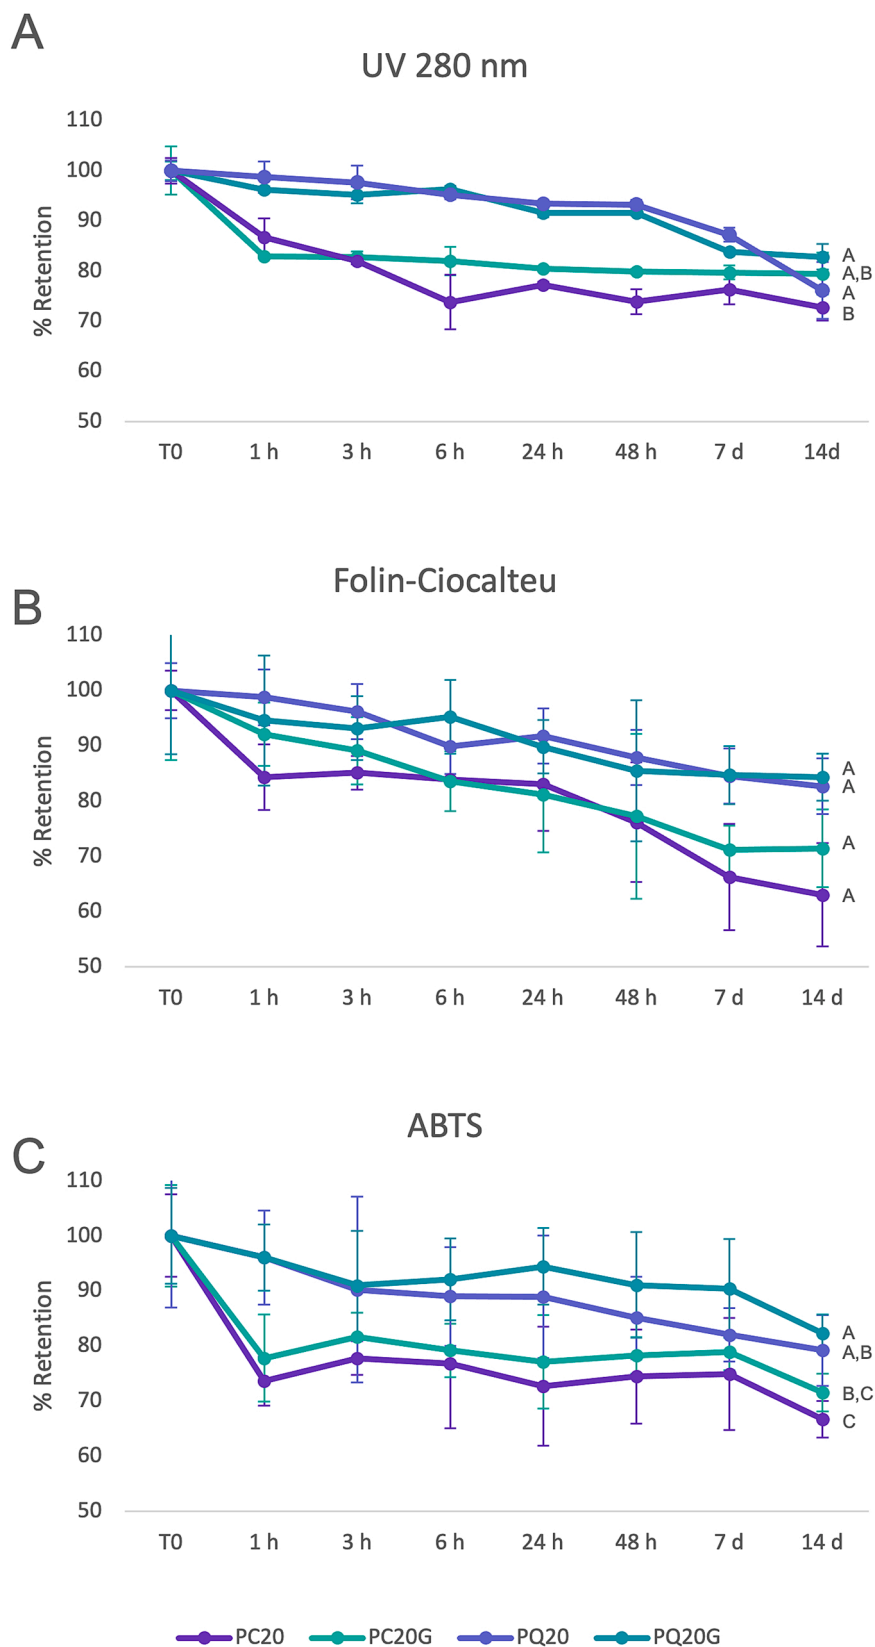 A
UV 280 nm
% Retention
110
100
90
80
70
60
50
T0 1 h 3 h 6 h 24 h 48 h 7 d 14d
A
A,B
A
B
B
Folin-Ciocalteu
% Retention
110
100
90
80
70
60
50
T0 1 h 3 h 6 h 24 h 48 h 7 d 14 d
A
A
A
A
C
ABTS
% Retention
110
100
90
80
70
60
50
T0 1 h 3 h 6 h 24 h 48 h 7 d 14 d
A
A,B
B,C
C
PC20 PC20G PQ20 PQ20G